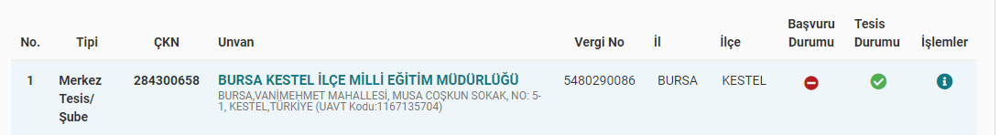 No. Tipi ÇKN Unvan Vergi No İl İlçe Başvuru Durumu Tesis Durumu İşlemler
1 Merkez Tesis/ Şube 284300658 BURSA KESTEL İLÇE MİLLİ EĞİTİM MÜDÜRLÜĞÜ 5480290086 BURSA KESTEL
BURSA,VANİMEHMET MAHALLESİ, MUSA COŞKUN SOKAK, NO: 5-
1, KESTEL,TÜRKİYE (UAVT Kodu:1167135704)